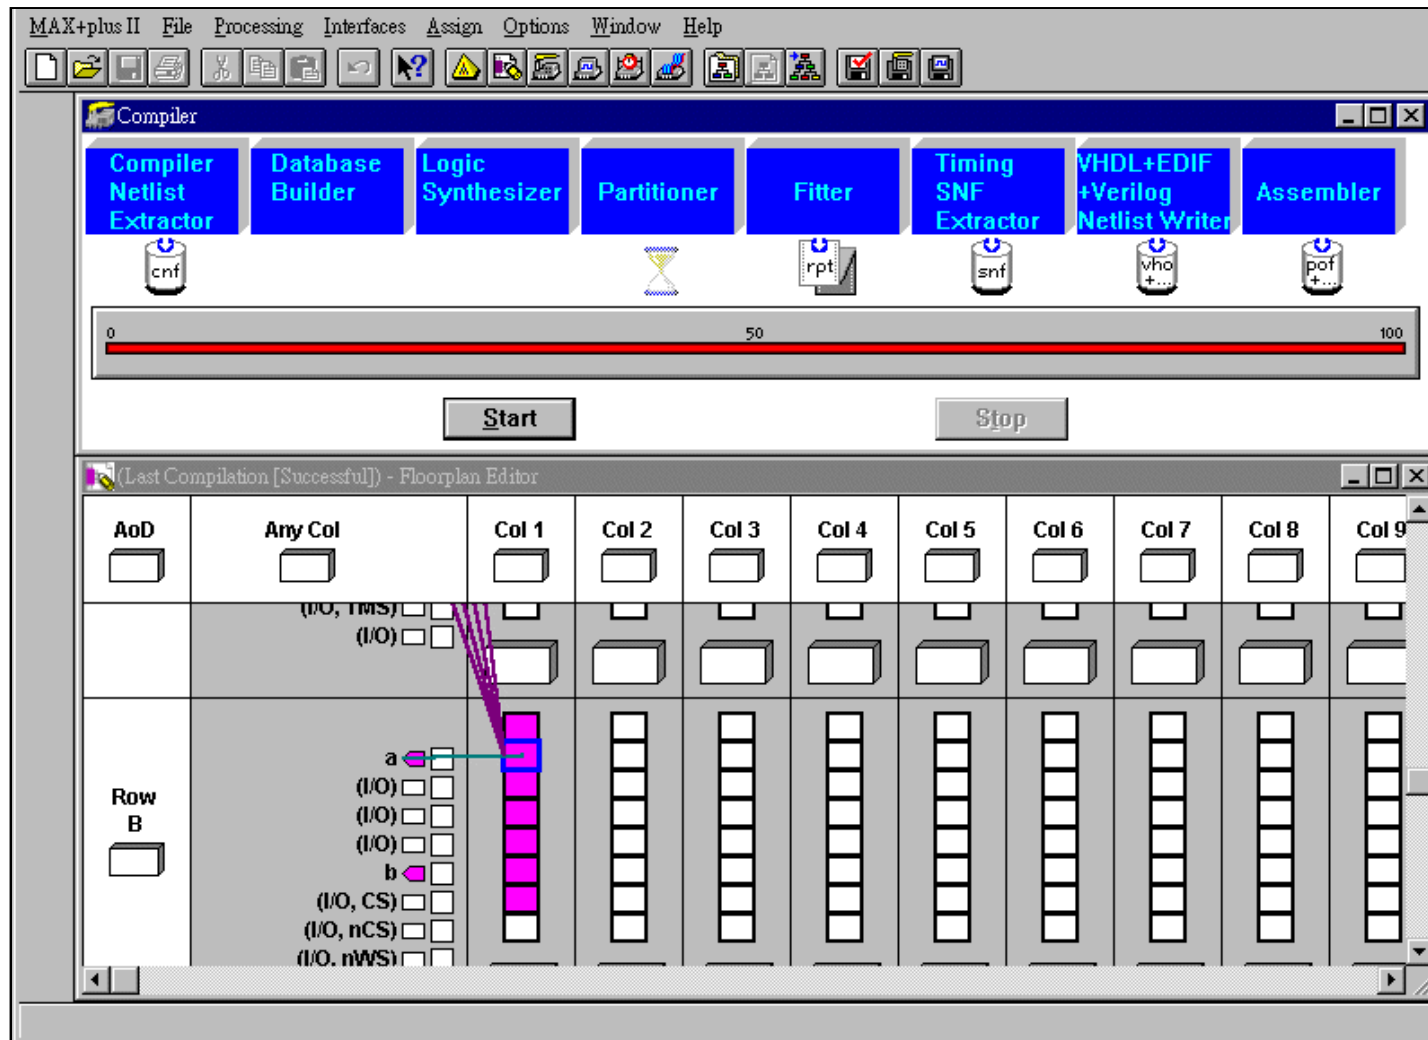 MAX+plus II File Processing Interfaces Assign Options Window Help
Compiler
Compiler Netlist Extractor
Database Builder
Logic Synthesizer
Partitioner
Fitter
Timing SNF Extractor
VHDL+EDIF +Verilog Netlist Writer
Assembler
cnf
rpt
snf
vho +...
pof +...
0 50 100
Start Stop
(Last Compilation [Successful]) - Floorplan Editor
AoD Any Col Col 1 Col 2 Col 3 Col 4 Col 5 Col 6 Col 7 Col 8 Col 9
(I/O, TMS)
(I/O)
Row B
a
(I/O)
(I/O)
(I/O)
b
(I/O, CS)
(I/O, nCS)
(I/O, nWS)